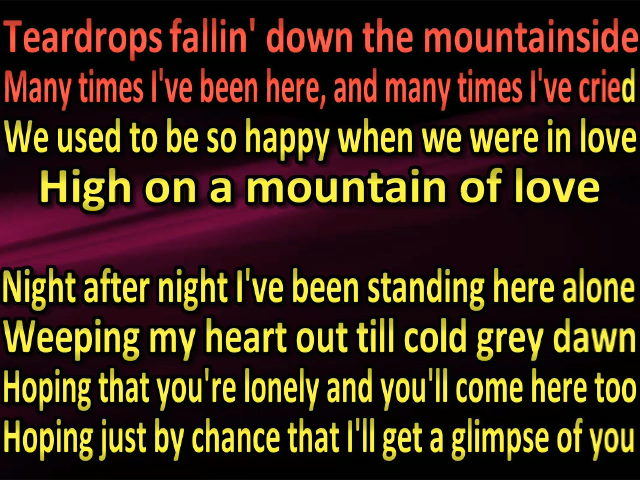 Teardrops fallin' down the mountainside
Many times I've been here, and many times I've cried
We used to be so happy when we were in love
High on a mountain of love
Night after night I've been standing here alone
Weeping my heart out till cold grey dawn
Hoping that you're lonely and you'll come here too
Hoping just by chance that I'll get a glimpse of you